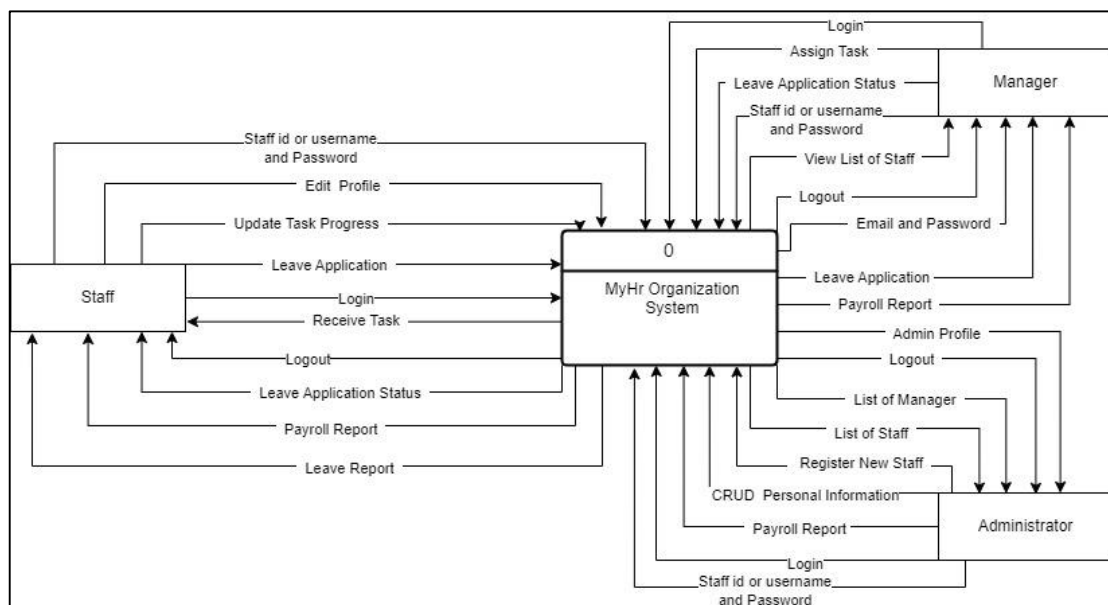 Login
Assign Task
Manager
Leave Application Status
Staff id or username
and Password
Staff id or username
and Password
View List of Staff
Edit Profile
Logout
Update Task Progress
Email and Password
0
Leave Application
Leave Application
MyHr Organization
System
Staff
Login
Payroll Report
Receive Task
Admin Profile
Logout
Logout
Leave Application Status
List of Manager
Payroll Report
List of Staff
Register New Staff
Leave Report
CRUD Personal Information
Payroll Report
Administrator
Login
Staff id or username
and Password